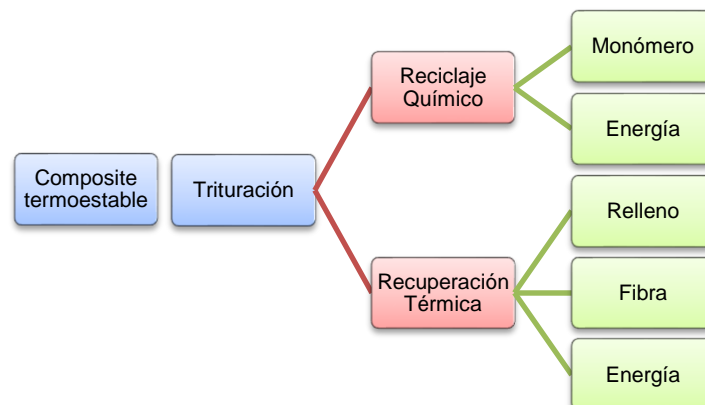 Composite
termoestable
Trituración
Reciclaje
Químico
Monómero
Energía
Recuperación
Térmica
Relleno
Fibra
Energía